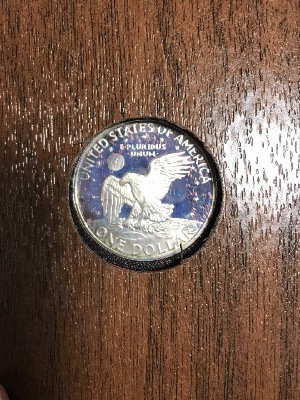 UNITED STATES OF AMERICA
E·PLURIBUS
UNUM
ONE DOLLAR